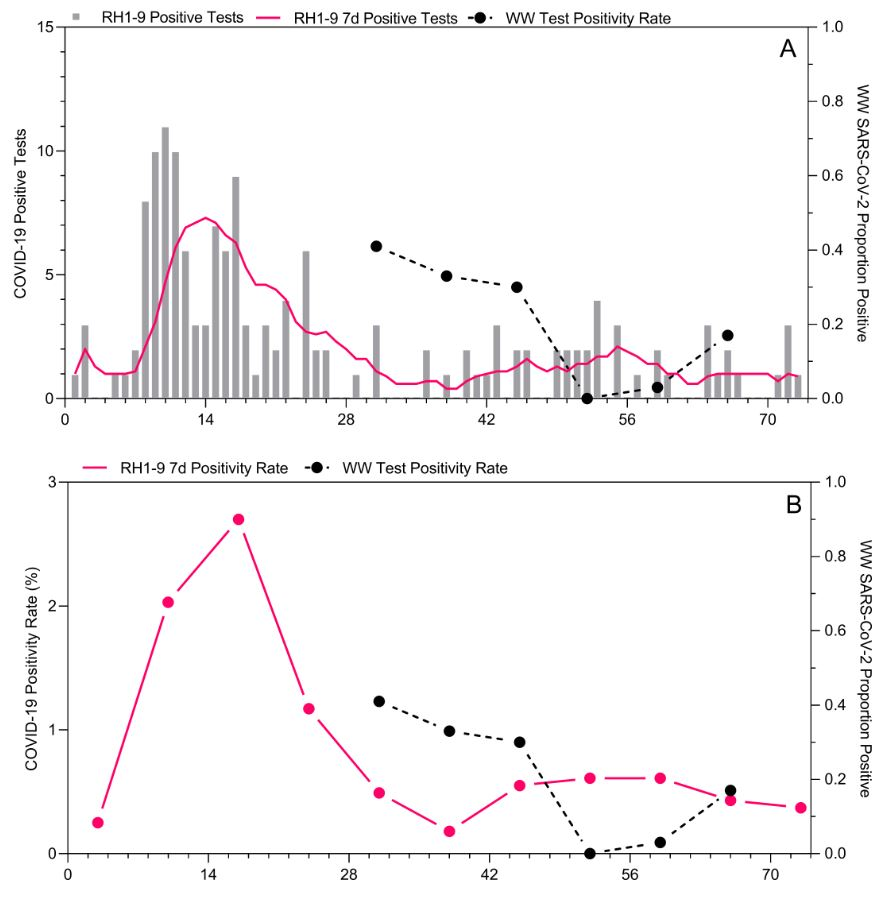 RH1-9 Positive Tests RH1-9 7d Positive Tests WW Test Positivity Rate
A
COVID-19 Positive Tests
15
10
5
0
1.0
0.8
0.6
0.4
0.2
0.0
WW SARS-CoV-2 Proportion Positive
0 14 28 42 56 70
RH1-9 7d Positivity Rate WW Test Positivity Rate
B
COVID-19 Positivity Rate (%)
3
2
1
0
1.0
0.8
0.6
0.4
0.2
0.0
WW SARS-CoV-2 Proportion Positive
0 14 28 42 56 70